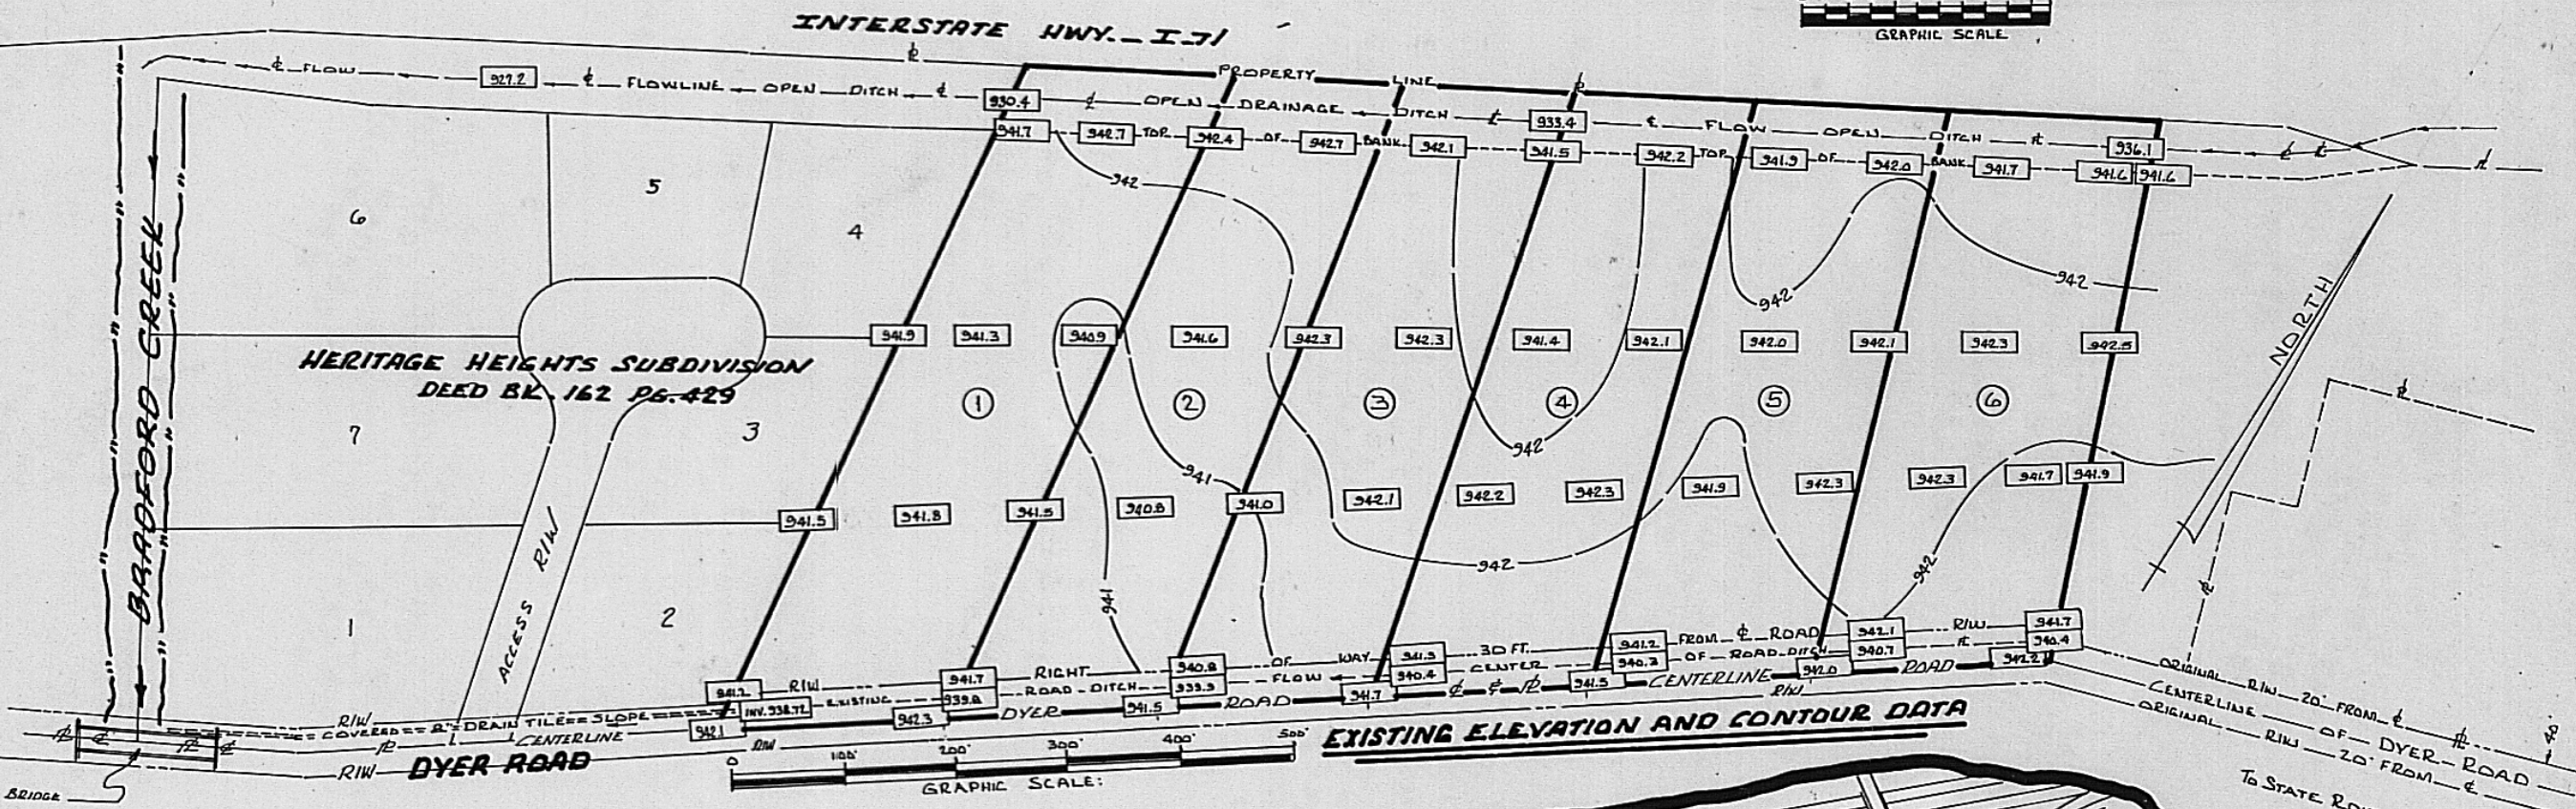 INTERSTATE HWY. - I-71
GRAPHIC SCALE
℄ FLOW 927.2 ℄ FLOWLINE OPEN DITCH ℄ 930.4 ℄ OPEN DRAINAGE DITCH ℄ 933.4 ℄ FLOW OPEN DITCH ℄ 936.1 ℄ ℄
PROPERTY LINE
941.7 942.7 TOP 942.4 OF 942.7 BANK 942.1 941.5 942.2 TOP 941.9 OF 942.0 BANK 941.7 941.6 941.6
6 5 4
942 942 942
NORTH
BRADFORD CREEK
941.9 941.3 940.9 941.6 942.3 942.3 941.4 942.1 942.0 942.1 942.3 942.5
HERITAGE HEIGHTS SUBDIVISION
DEED BK. 162 PG. 429
7 3
1 2 3 4 5 6
942
941
941.5 941.8 941.5 940.8 941.0 942.1 942.2 942.3 941.9 942.3 942.3 941.7 941.9
ACCESS R/W
942 942
1 2
941
941.2 R/W 941.7 RIGHT 940.8 OF WAY 941.3 30 FT. 941.2 FROM ℄ ROAD 942.1 R/W 941.7
INV. 938.72 EXISTING 939.8 ROAD - DITCH 939.9 FLOW 940.4 CENTER 940.3 OF ROAD DITCH 940.7 940.4
942.1 942.3 DYER 941.5 ROAD 941.7 ℄ & ℄ 941.5 CENTERLINE 942.0 ROAD 942.2
R/W
COVERED 8" DRAIN TILE SLOPE
CENTERLINE
R/W
R/W
R/W DYER ROAD
BRIDGE
0 100' 200' 300' 400' 500'
GRAPHIC SCALE:
EXISTING ELEVATION AND CONTOUR DATA
ORIGINAL R/W 20' FROM ℄
CENTERLINE OF DYER ROAD
ORIGINAL R/W 20' FROM ℄
40'
TO STATE